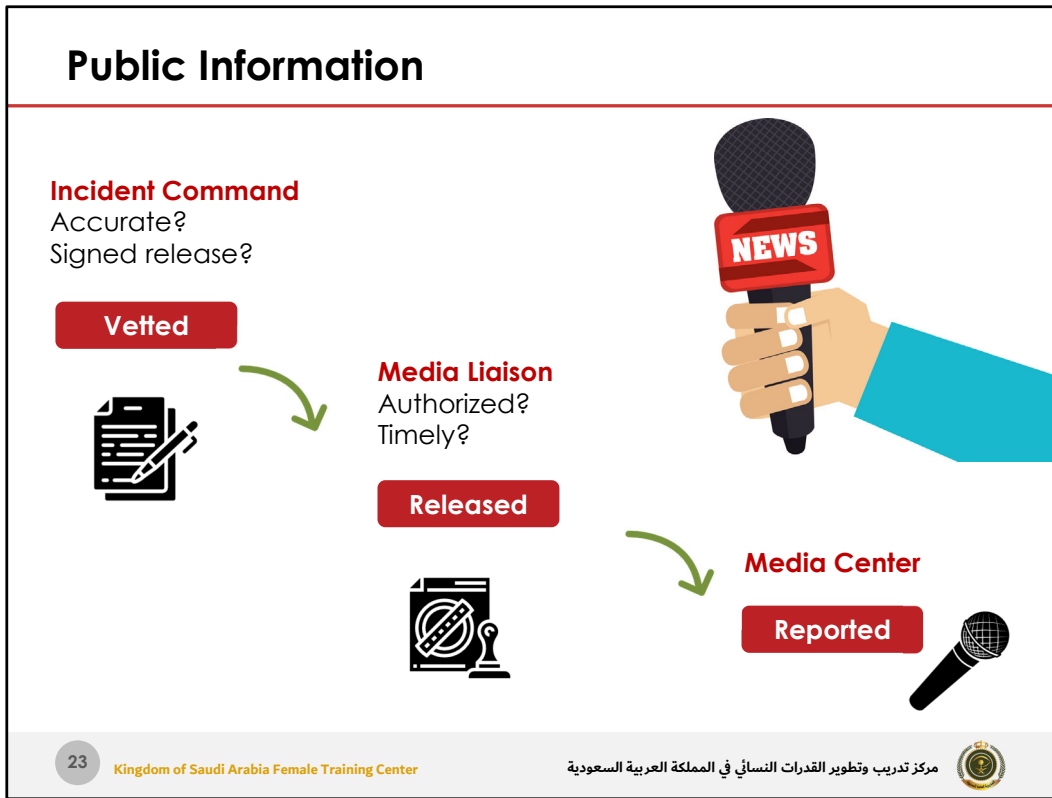 Public Information
Incident Command
Accurate?
Signed release?
Vetted
NEWS
Media Liaison
Authorized?
Timely?
Released
Media Center
Reported
23
Kingdom of Saudi Arabia Female Training Center
مركز تدريب وتطوير القدرات النسائي في المملكة العربية السعودية